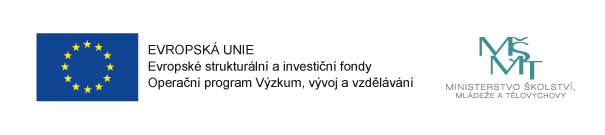 EVROPSKÁ UNIE
Evropské strukturální a investiční fondy
Operační program Výzkum, vývoj a vzdělávání
MŠMT
MINISTERSTVO ŠKOLSTVÍ,
MLÁDEŽE A TĚLOVÝCHOVY